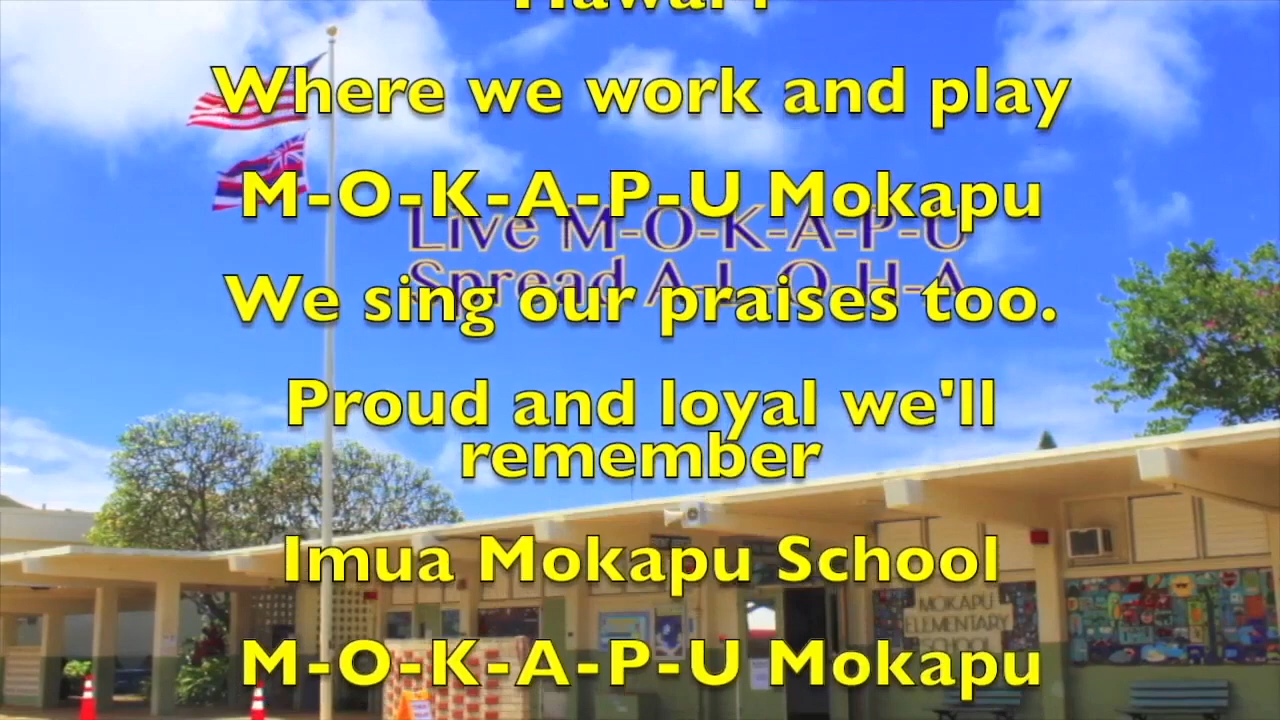 Hawai'i
Where we work and play
M-O-K-A-P-U Mokapu
Live M-O-K-A-P-U
Spread A-L-O-H-A
We sing our praises too.
Proud and loyal we'll
remember
Imua Mokapu School
MOKAPU
ELEMENTARY
SCHOOL
M-O-K-A-P-U Mokapu